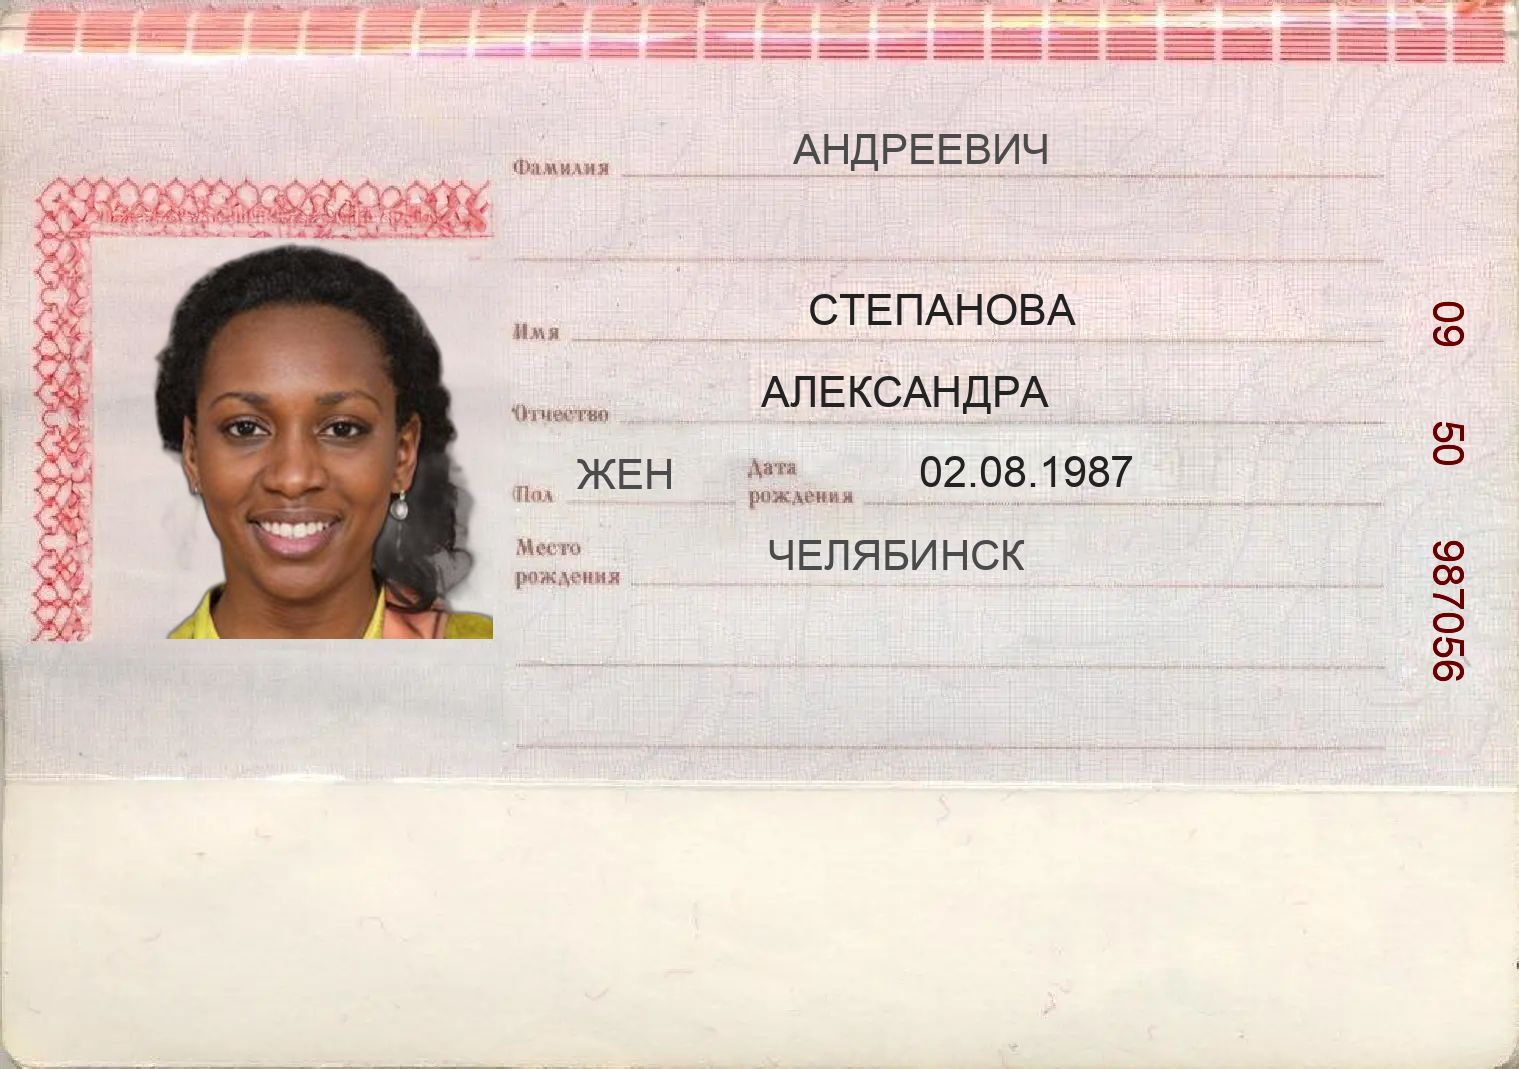 Фамилия АНДРЕЕВИЧ
Имя СТЕПАНОВА
Отчество АЛЕКСАНДРА
Пол ЖЕН Дата рождения 02.08.1987
Место рождения ЧЕЛЯБИНСК
09 50 987056